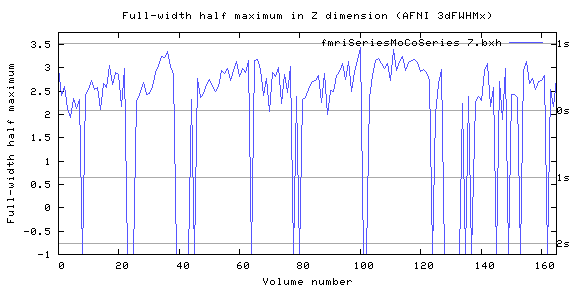 Full-width half maximum in Z dimension (AFNI 3dFWHMx)
fmriSeriesMoCoSeries_7.bxh
Full-width half maximum
3.5
3
2.5
2
1.5
1
0.5
0
-0.5
-1
1s
0s
1s
2s
0 20 40 60 80 100 120 140 160
Volume number